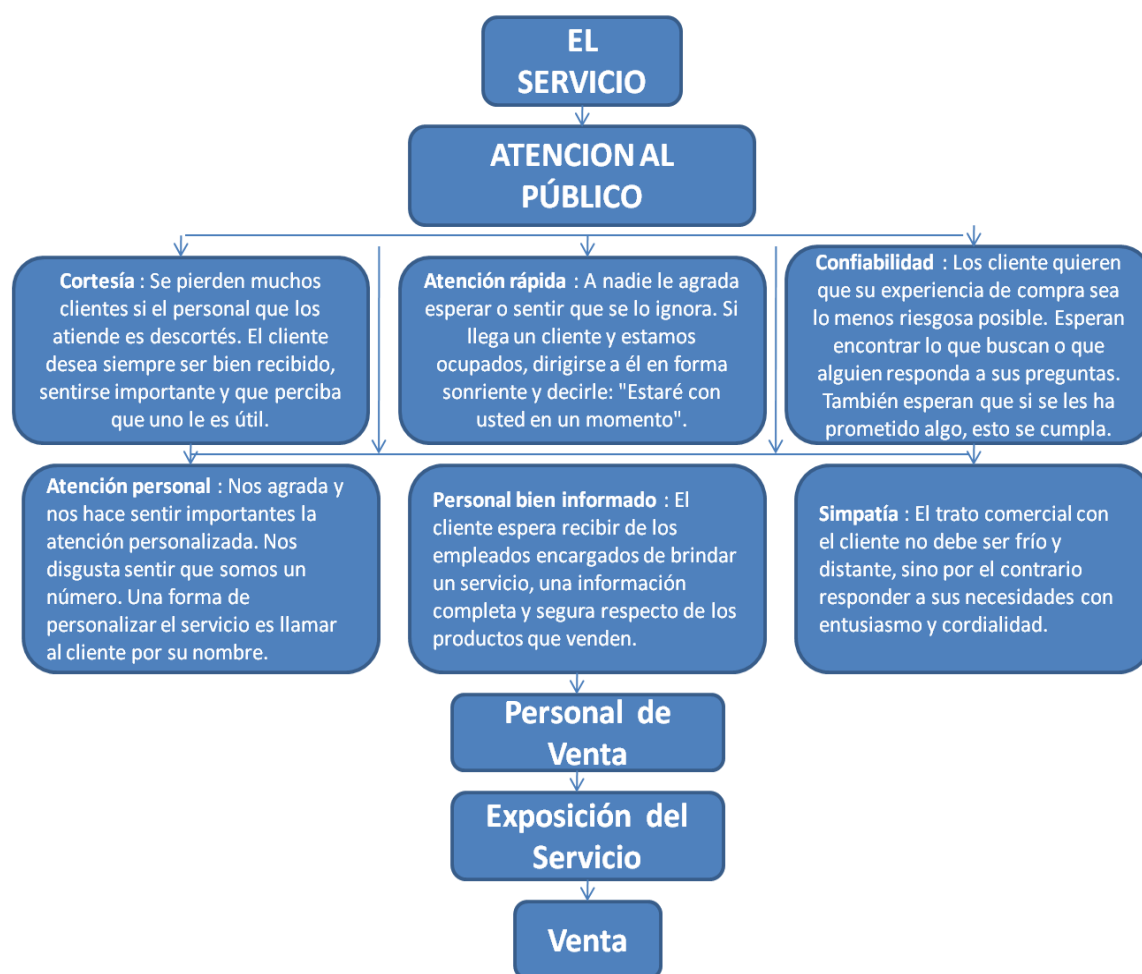 EL
SERVICIO
ATENCION AL
PÚBLICO
Cortesía : Se pierden muchos
clientes si el personal que los
atiende es descortés. El cliente
desea siempre ser bien recibido,
sentirse importante y que perciba
que uno le es útil.
Atención rápida : A nadie le agrada
esperar o sentir que se lo ignora. Si
llega un cliente y estamos
ocupados, dirigirse a él en forma
sonriente y decirle: "Estaré con
usted en un momento".
Confiabilidad : Los cliente quieren
que su experiencia de compra sea
lo menos riesgosa posible. Esperan
encontrar lo que buscan o que
alguien responda a sus preguntas.
También esperan que si se les ha
prometido algo, esto se cumpla.
Atención personal : Nos agrada y
nos hace sentir importantes la
atención personalizada. Nos
disgusta sentir que somos un
número. Una forma de
personalizar el servicio es llamar
al cliente por su nombre.
Personal bien informado : El
cliente espera recibir de los
empleados encargados de brindar
un servicio, una información
completa y segura respecto de los
productos que venden.
Simpatía : El trato comercial con
el cliente no debe ser frío y
distante, sino por el contrario
responder a sus necesidades con
entusiasmo y cordialidad.
Personal de
Venta
Exposición del
Servicio
Venta